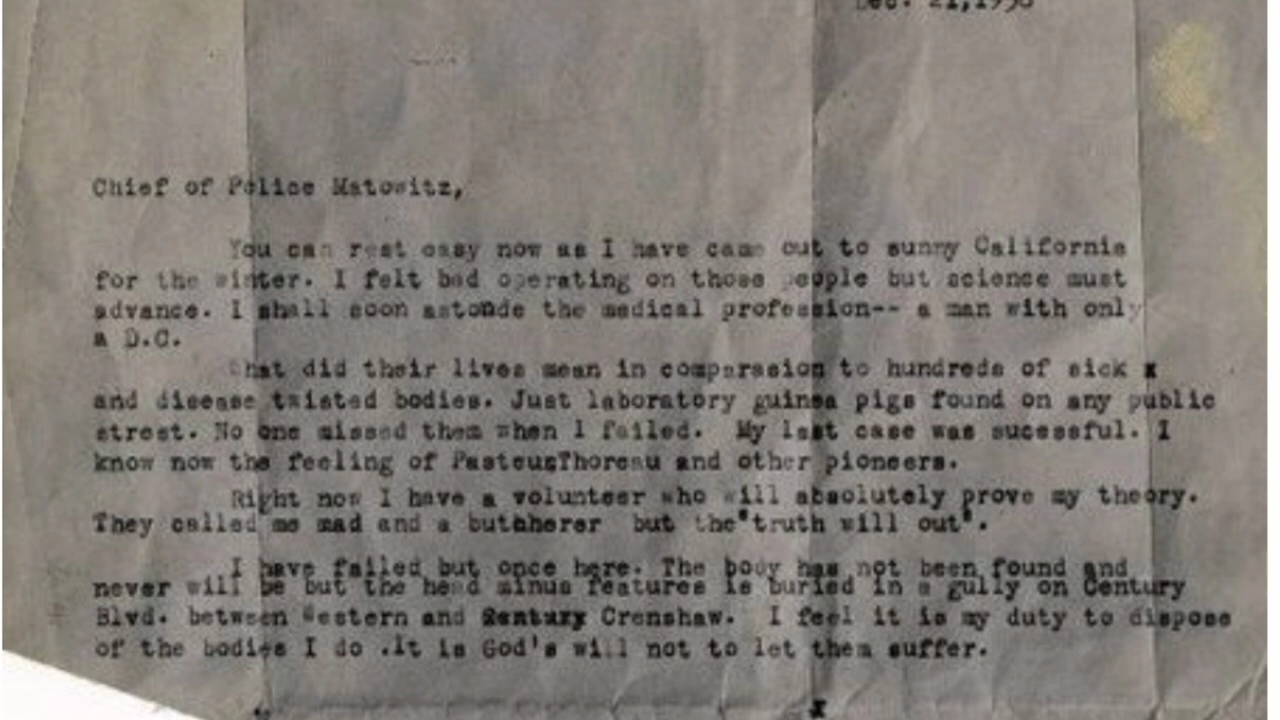 Dec. 21,1938
Chief of Police Matowitz,
You can rest easy now as I have came out to sunny California
for the winter. I felt bad operating on those people but science must
advance. I shall soon astonde the medical profession-- a man with only
a D.C.
What did their lives mean in comparasion to hundreds of sick x
and disease twisted bodies. Just laboratory guinea pigs found on any public
street. No one missed them when I failed. My last case was sucessful. I
know now the feeling of Pasteur,Thoreau and other pioneers.
Right now I have a volunteer who will absolutely prove my theory.
They called me mad and a buthherer but the"truth will out".
I have failed but once here. The body has not been found and
never will be but the head minus features is buried in a gully on Century
Blvd. between Western and Crenshaw. I feel it is my duty to dispose
of the bodies I do .It is God's will not to let them suffer.
X